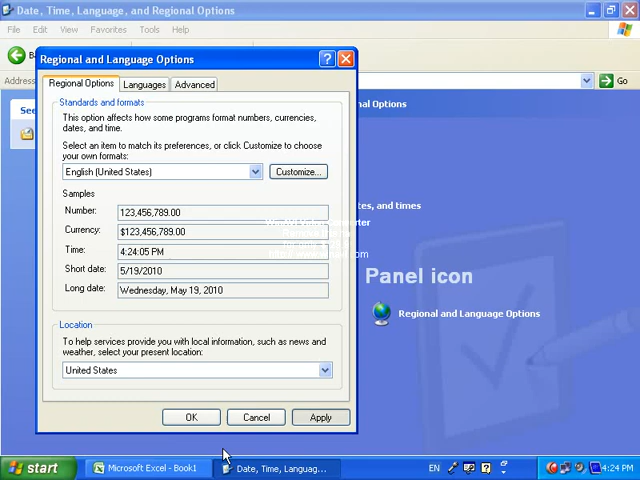 Date, Time, Language, and Regional Options
File Edit View Favorites Tools Help
Address
Go
Regional and Language Options
Regional Options Languages Advanced
Standards and formats
This option affects how some programs format numbers, currencies,
dates, and time.
Select an item to match its preferences, or click Customize to choose
your own formats:
English (United States) Customize...
Samples
Number: 123,456,789.00
Currency: $123,456,789.00
Time: 4:24:05 PM
Short date: 5/19/2010
Long date: Wednesday, May 19, 2010
Location
To help services provide you with local information, such as news and
weather, select your present location:
United States
OK Cancel Apply
See
nal Options
es, and times
Panel icon
Regional and Language Options
start Microsoft Excel - Book1 Date, Time, Languag... EN 4:24 PM